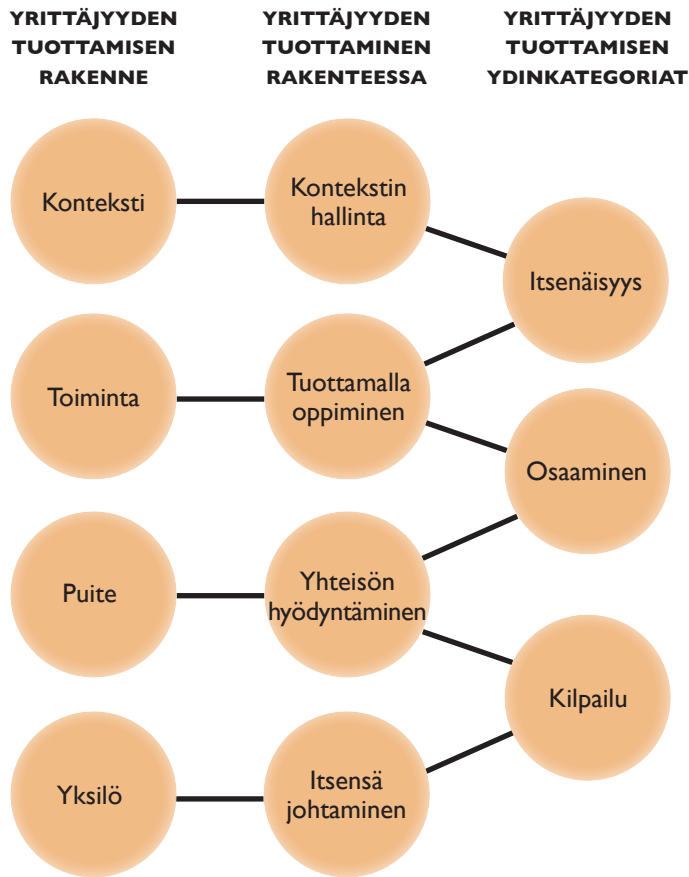 YRITTÄJYYDEN
TUOTTAMISEN
RAKENNE
YRITTÄJYYDEN
TUOTTAMINEN
RAKENTEESSA
YRITTÄJYYDEN
TUOTTAMISEN
YDINKATEGORIAT
Konteksti
Kontekstin
hallinta
Itsenäisyys
Toiminta
Tuottamalla
oppiminen
Osaaminen
Puite
Yhteisön
hyödyntäminen
Kilpailu
Yksilö
Itsensä
johtaminen